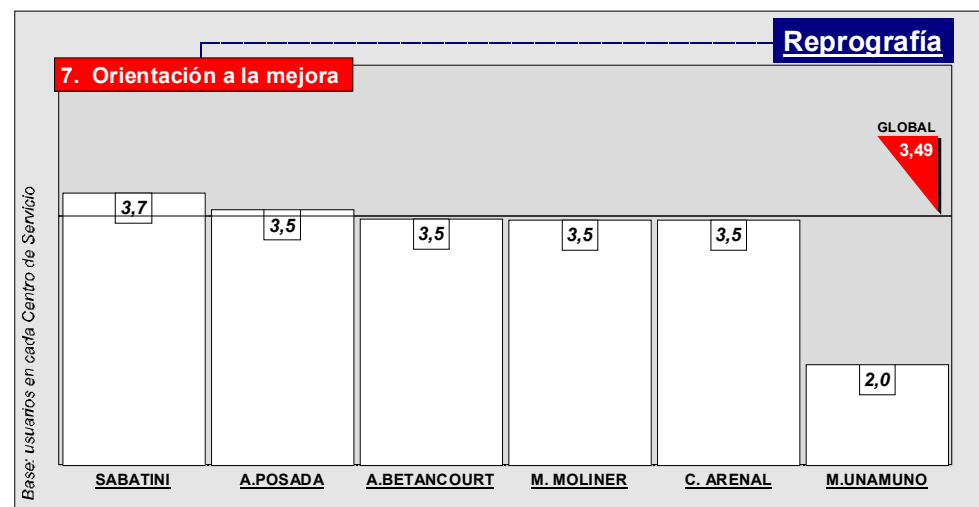 Reprografía
7. Orientación a la mejora
GLOBAL
3,49
3,7
3,5
3,5
3,5
3,5
2,0
Base: usuarios en cada Centro de Servicio
SABATINI
A.POSADA
A.BETANCOURT
M. MOLINER
C. ARENAL
M.UNAMUNO